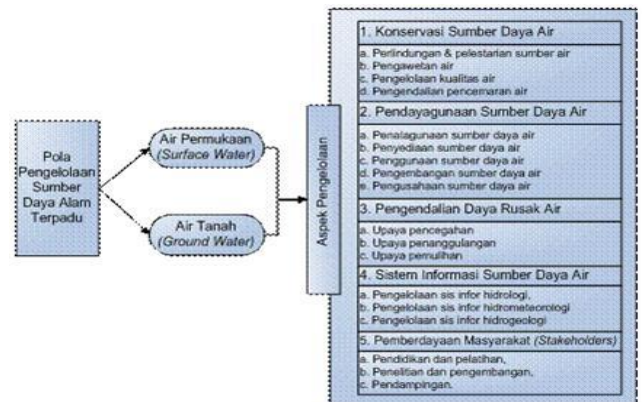 Pola
Pengelolaan
Sumber
Daya Alam
Terpadu
Air Permukaan
(Surface Water)
Air Tanah
(Ground Water)
Aspek Pengelolaan
1. Konservasi Sumber Daya Air
a. Perlindungan & pelestarian sumber air
b. Pengawetan air
c. Pengelolaan kualitas air
d. Pengendalian pencemaran air
2. Pendayagunaan Sumber Daya Air
a. Penatagunaan sumber daya air
b. Penyediaan sumber daya air
c. Penggunaan sumber daya air
d. Pengembangan sumber daya air
e. Pengusahaan sumber daya air
3. Pengendalian Daya Rusak Air
a. Upaya pencegahan
b. Upaya penanggulangan
c. Upaya pemulihan
4. Sistem Informasi Sumber Daya Air
a. Pengelolaan sis infor hidrologi,
b. Pengelolaan sis infor hidrometeorologi
c. Pengelolaan sis infor hidrogeologi
5. Pemberdayaan Masyarakat (Stakeholders)
a. Pendidikan dan pelatihan,
b. Penelitian dan pengembangan,
c. Pendampingan.